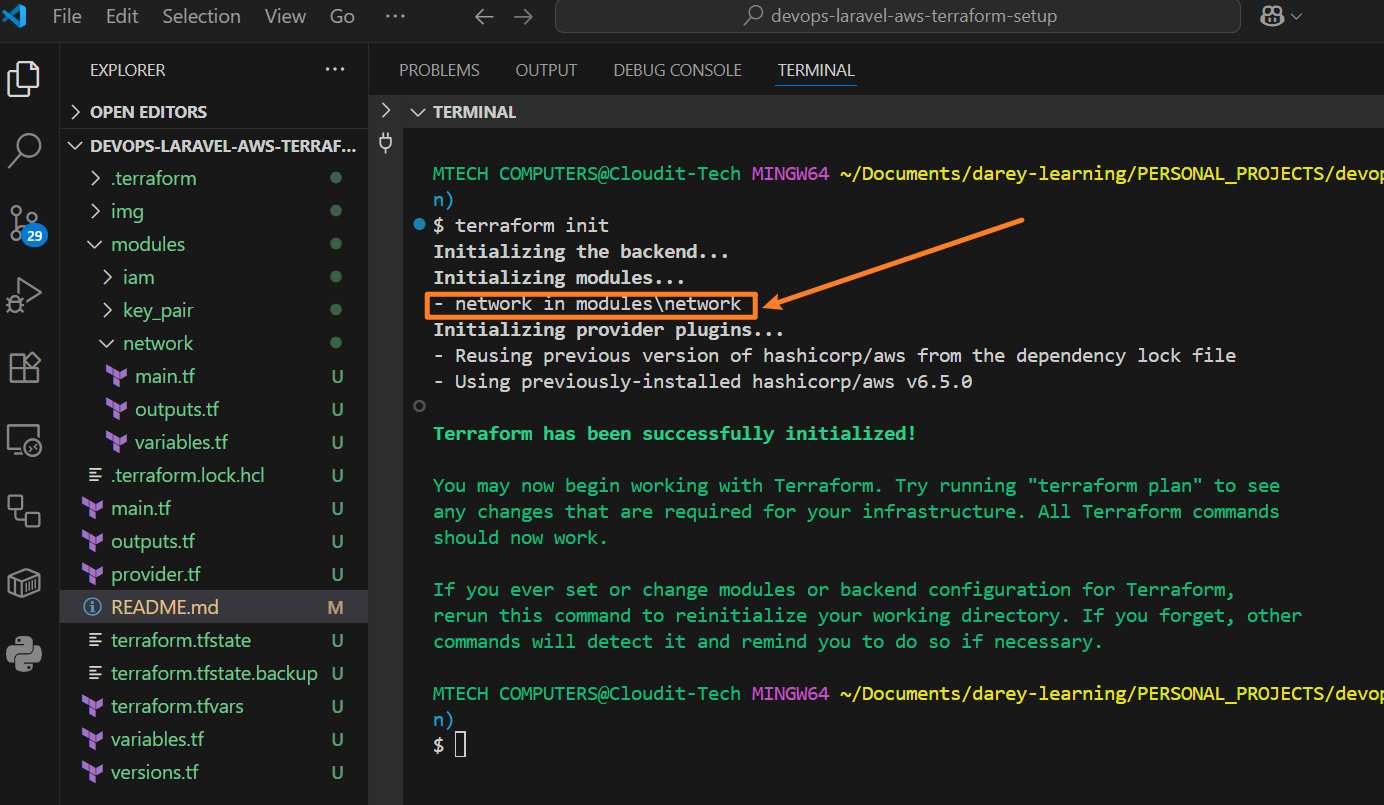 File Edit Selection View Go ···
devops-laravel-aws-terraform-setup
EXPLORER ···
OPEN EDITORS
DEVOPS-LARAVEL-AWS-TERRAF...
.terraform
img
29
modules
iam
key_pair
network
main.tf U
outputs.tf U
variables.tf U
.terraform.lock.hcl U
main.tf U
outputs.tf U
provider.tf U
README.md M
terraform.tfstate U
terraform.tfstate.backup U
terraform.tfvars U
variables.tf U
versions.tf U
PROBLEMS OUTPUT DEBUG CONSOLE TERMINAL
TERMINAL
MTECH COMPUTERS@Cloudit-Tech MINGW64 ~/Documents/darey-learning/PERSONAL_PROJECTS/devop
n)
$ terraform init
Initializing the backend...
Initializing modules...
- network in modules\network
Initializing provider plugins...
- Reusing previous version of hashicorp/aws from the dependency lock file
- Using previously-installed hashicorp/aws v6.5.0
Terraform has been successfully initialized!
You may now begin working with Terraform. Try running "terraform plan" to see
any changes that are required for your infrastructure. All Terraform commands
should now work.
If you ever set or change modules or backend configuration for Terraform,
rerun this command to reinitialize your working directory. If you forget, other
commands will detect it and remind you to do so if necessary.
MTECH COMPUTERS@Cloudit-Tech MINGW64 ~/Documents/darey-learning/PERSONAL_PROJECTS/devop
n)
$